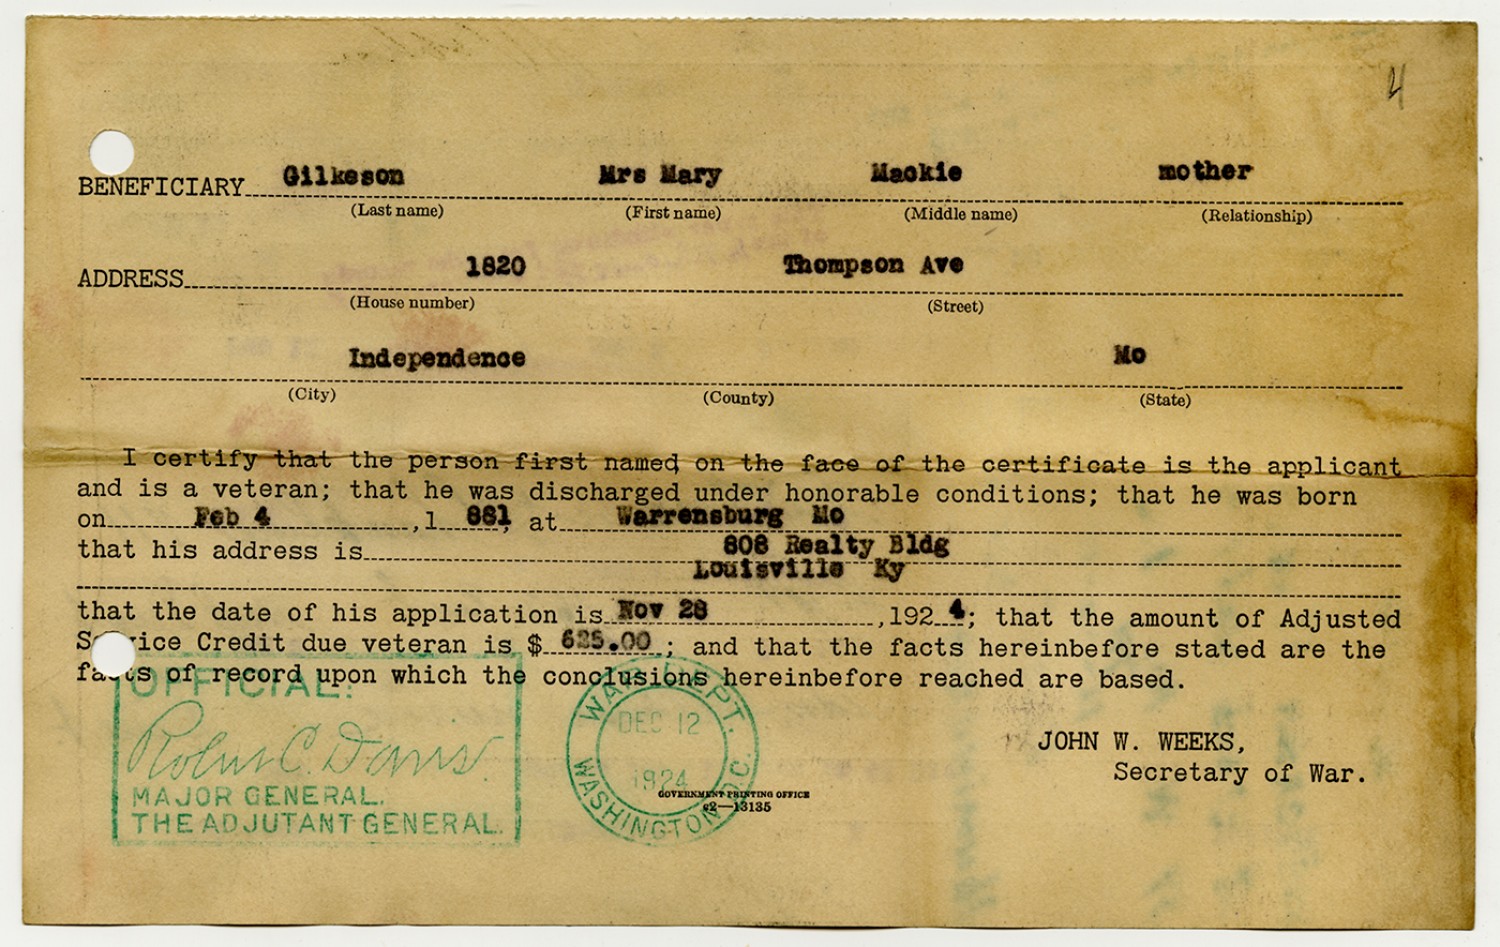 4
BENEFICIARY Gilkeson Mrs Mary Mackie mother
(Last name) (First name) (Middle name) (Relationship)
ADDRESS 1820 Thompson Ave
(House number) (Street)
Independence Mo
(City) (County) (State)
I certify that the person first named on the face of the certificate is the applicant
and is a veteran; that he was discharged under honorable conditions; that he was born
on Feb 4, 1 881, at Warrensburg Mo
that his address is 808 Realty Bldg
Louisville Ky
that the date of his application is Nov 28, 192 4; that the amount of Adjusted
Service Credit due veteran is $ 625.00; and that the facts hereinbefore stated are the
facts of record upon which the conclusions hereinbefore reached are based.
OFFICIAL:
Robert C. Davis.
MAJOR GENERAL.
THE ADJUTANT GENERAL.
WAR DEPT.
DEC 12
1924
WASHINGTON D.C.
GOVERNMENT PRINTING OFFICE
c2—13135
JOHN W. WEEKS,
Secretary of War.